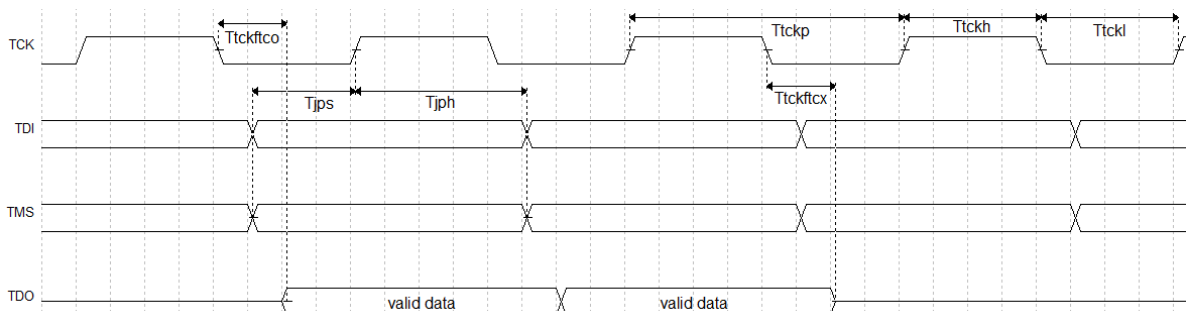 TCK
Ttckftco
Ttckp
Ttckh
Ttckl
Tjps
Tjph
Ttckftcx
TDI
TMS
TDO
valid data
valid data